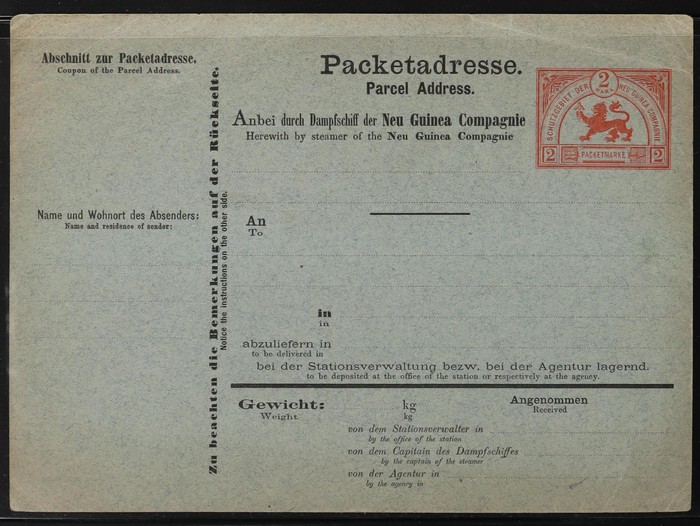 Abschnitt zur Packetadresse.
Coupon of the Parcel Address.
Name und Wohnort des Absenders:
Name and residence of sender:
Zu beachten die Bemerkungen auf der Rückseite.
Notice the instructions on the other side.
Packetadresse.
Parcel Address.
Anbei durch Dampfschiff der Neu Guinea Compagnie
Herewith by steamer of the Neu Guinea Compagnie
SCHUTZGEBIET DER NEU GUINEA COMPAGNIE
2
MARK
2 PACKETMARKE 2
An
To
in
in
abzuliefern in
to be delivered in
bei der Stationsverwaltung bezw. bei der Agentur lagernd.
to be deposited at the office of the station or respectively at the agency.
Gewicht: kg
Weight kg
Angenommen
Received
von dem Stationsverwalter in
by the office of the station
von dem Capitain des Dampfschiffes
by the captain of the steamer
von der Agentur in
by the agency in